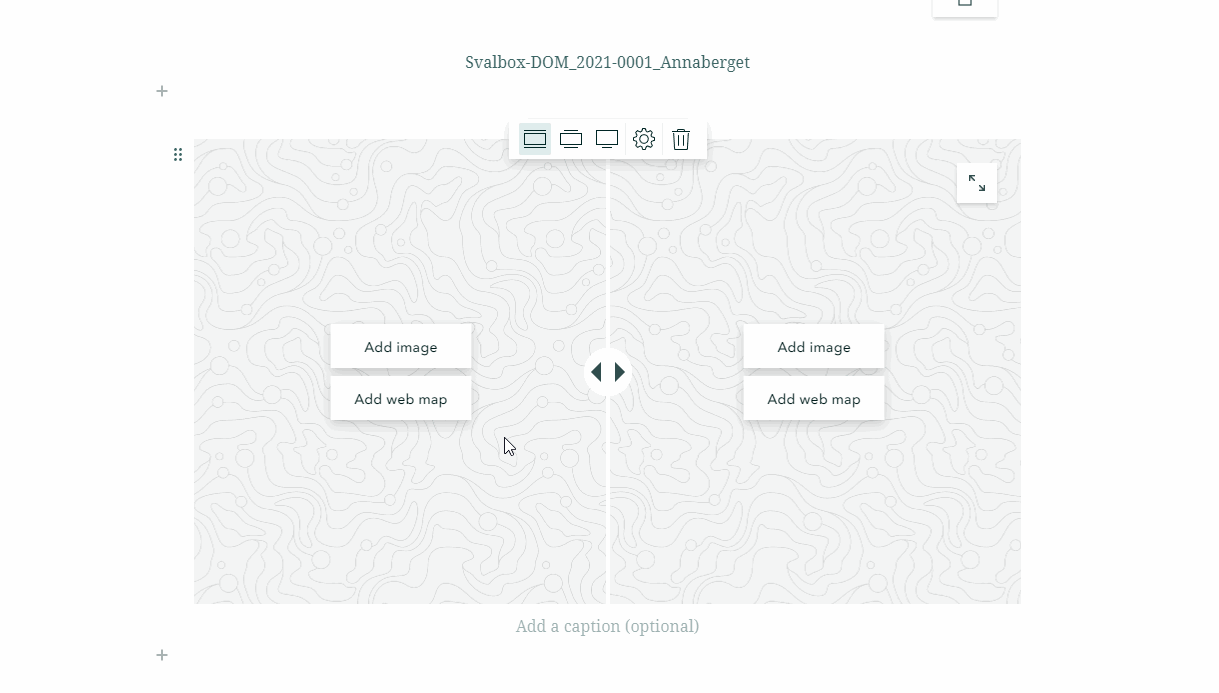 Svalbox-DOM_2021-0001_Annaberget
Add image
Add web map
Add image
Add web map
Add a caption (optional)